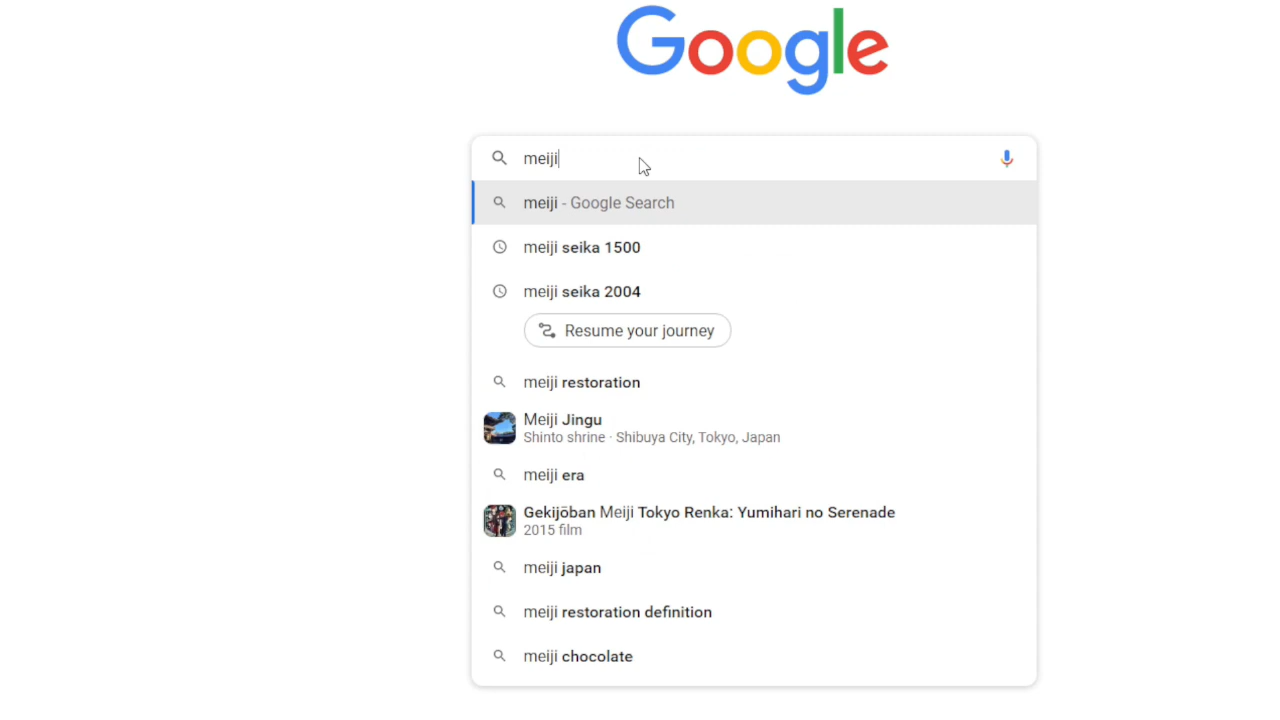 Google
meiji
meiji - Google Search
meiji seika 1500
meiji seika 2004
Resume your journey
meiji restoration
Meiji Jingu
Shinto shrine · Shibuya City, Tokyo, Japan
meiji era
Gekijōban Meiji Tokyo Renka: Yumihari no Serenade
2015 film
meiji japan
meiji restoration definition
meiji chocolate